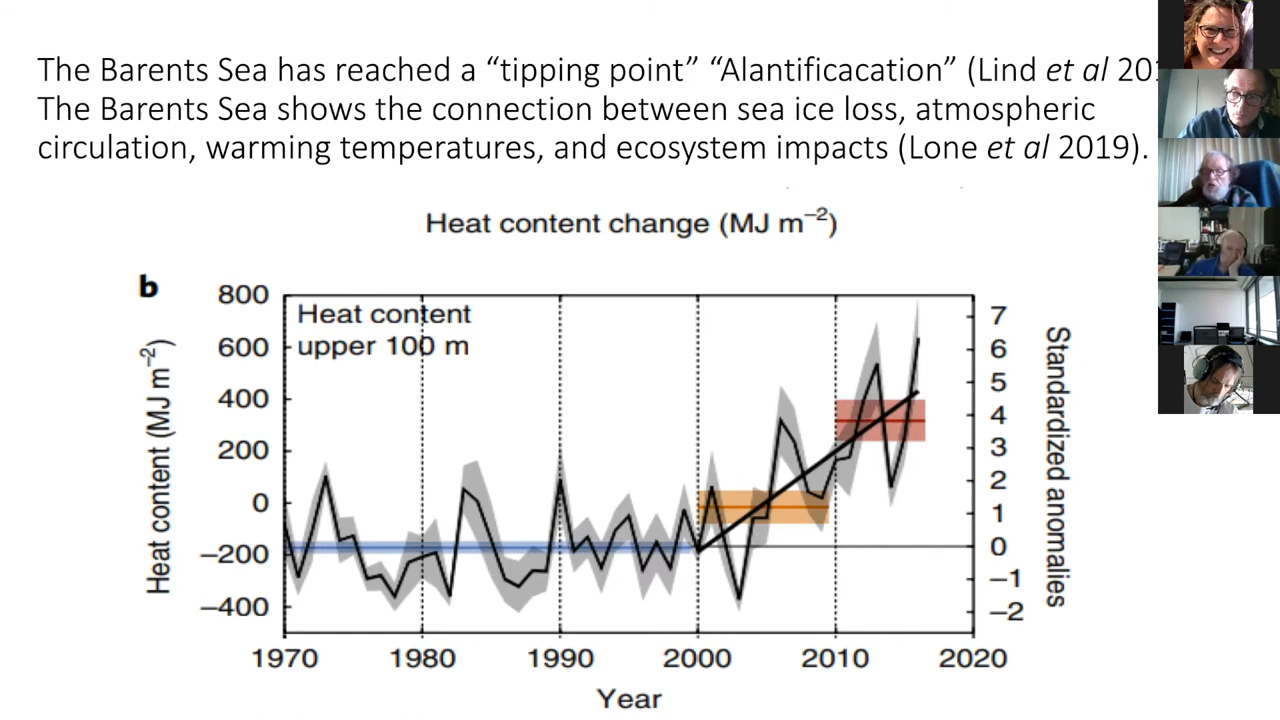 The Barents Sea has reached a “tipping point” “Alantificacation” (Lind et al
The Barents Sea shows the connection between sea ice loss, atmospheric
circulation, warming temperatures, and ecosystem impacts (Lone et al 2019).
Heat content change (MJ m−2)
b
Heat content
upper 100 m
Heat content (MJ m−2)
800
600
400
200
0
−200
−400
7
6
5
4
3
2
1
0
−1
−2
Standardized anomalies
1970 1980 1990 2000 2010 2020
Year